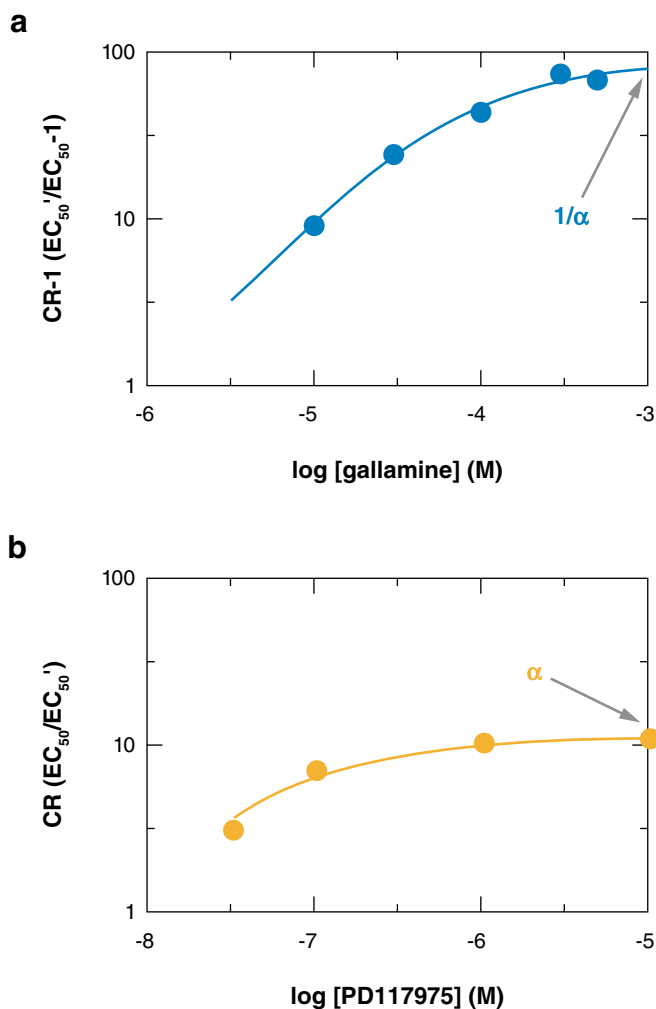 a
100
10
1
CR-1 (EC50'/EC50-1)
1/α
-6
-5
-4
-3
log [gallamine] (M)
b
100
10
1
CR (EC50/EC50')
α
-8
-7
-6
-5
log [PD117975] (M)